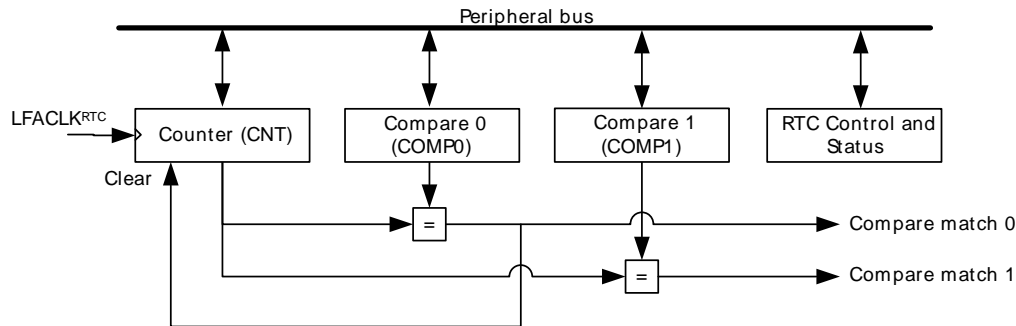 Peripheral bus
LFACLKRTC
Counter (CNT)
Compare 0
(COMP0)
Compare 1
(COMP1)
RTC Control and
Status
Clear
=
Compare match 0
=
Compare match 1